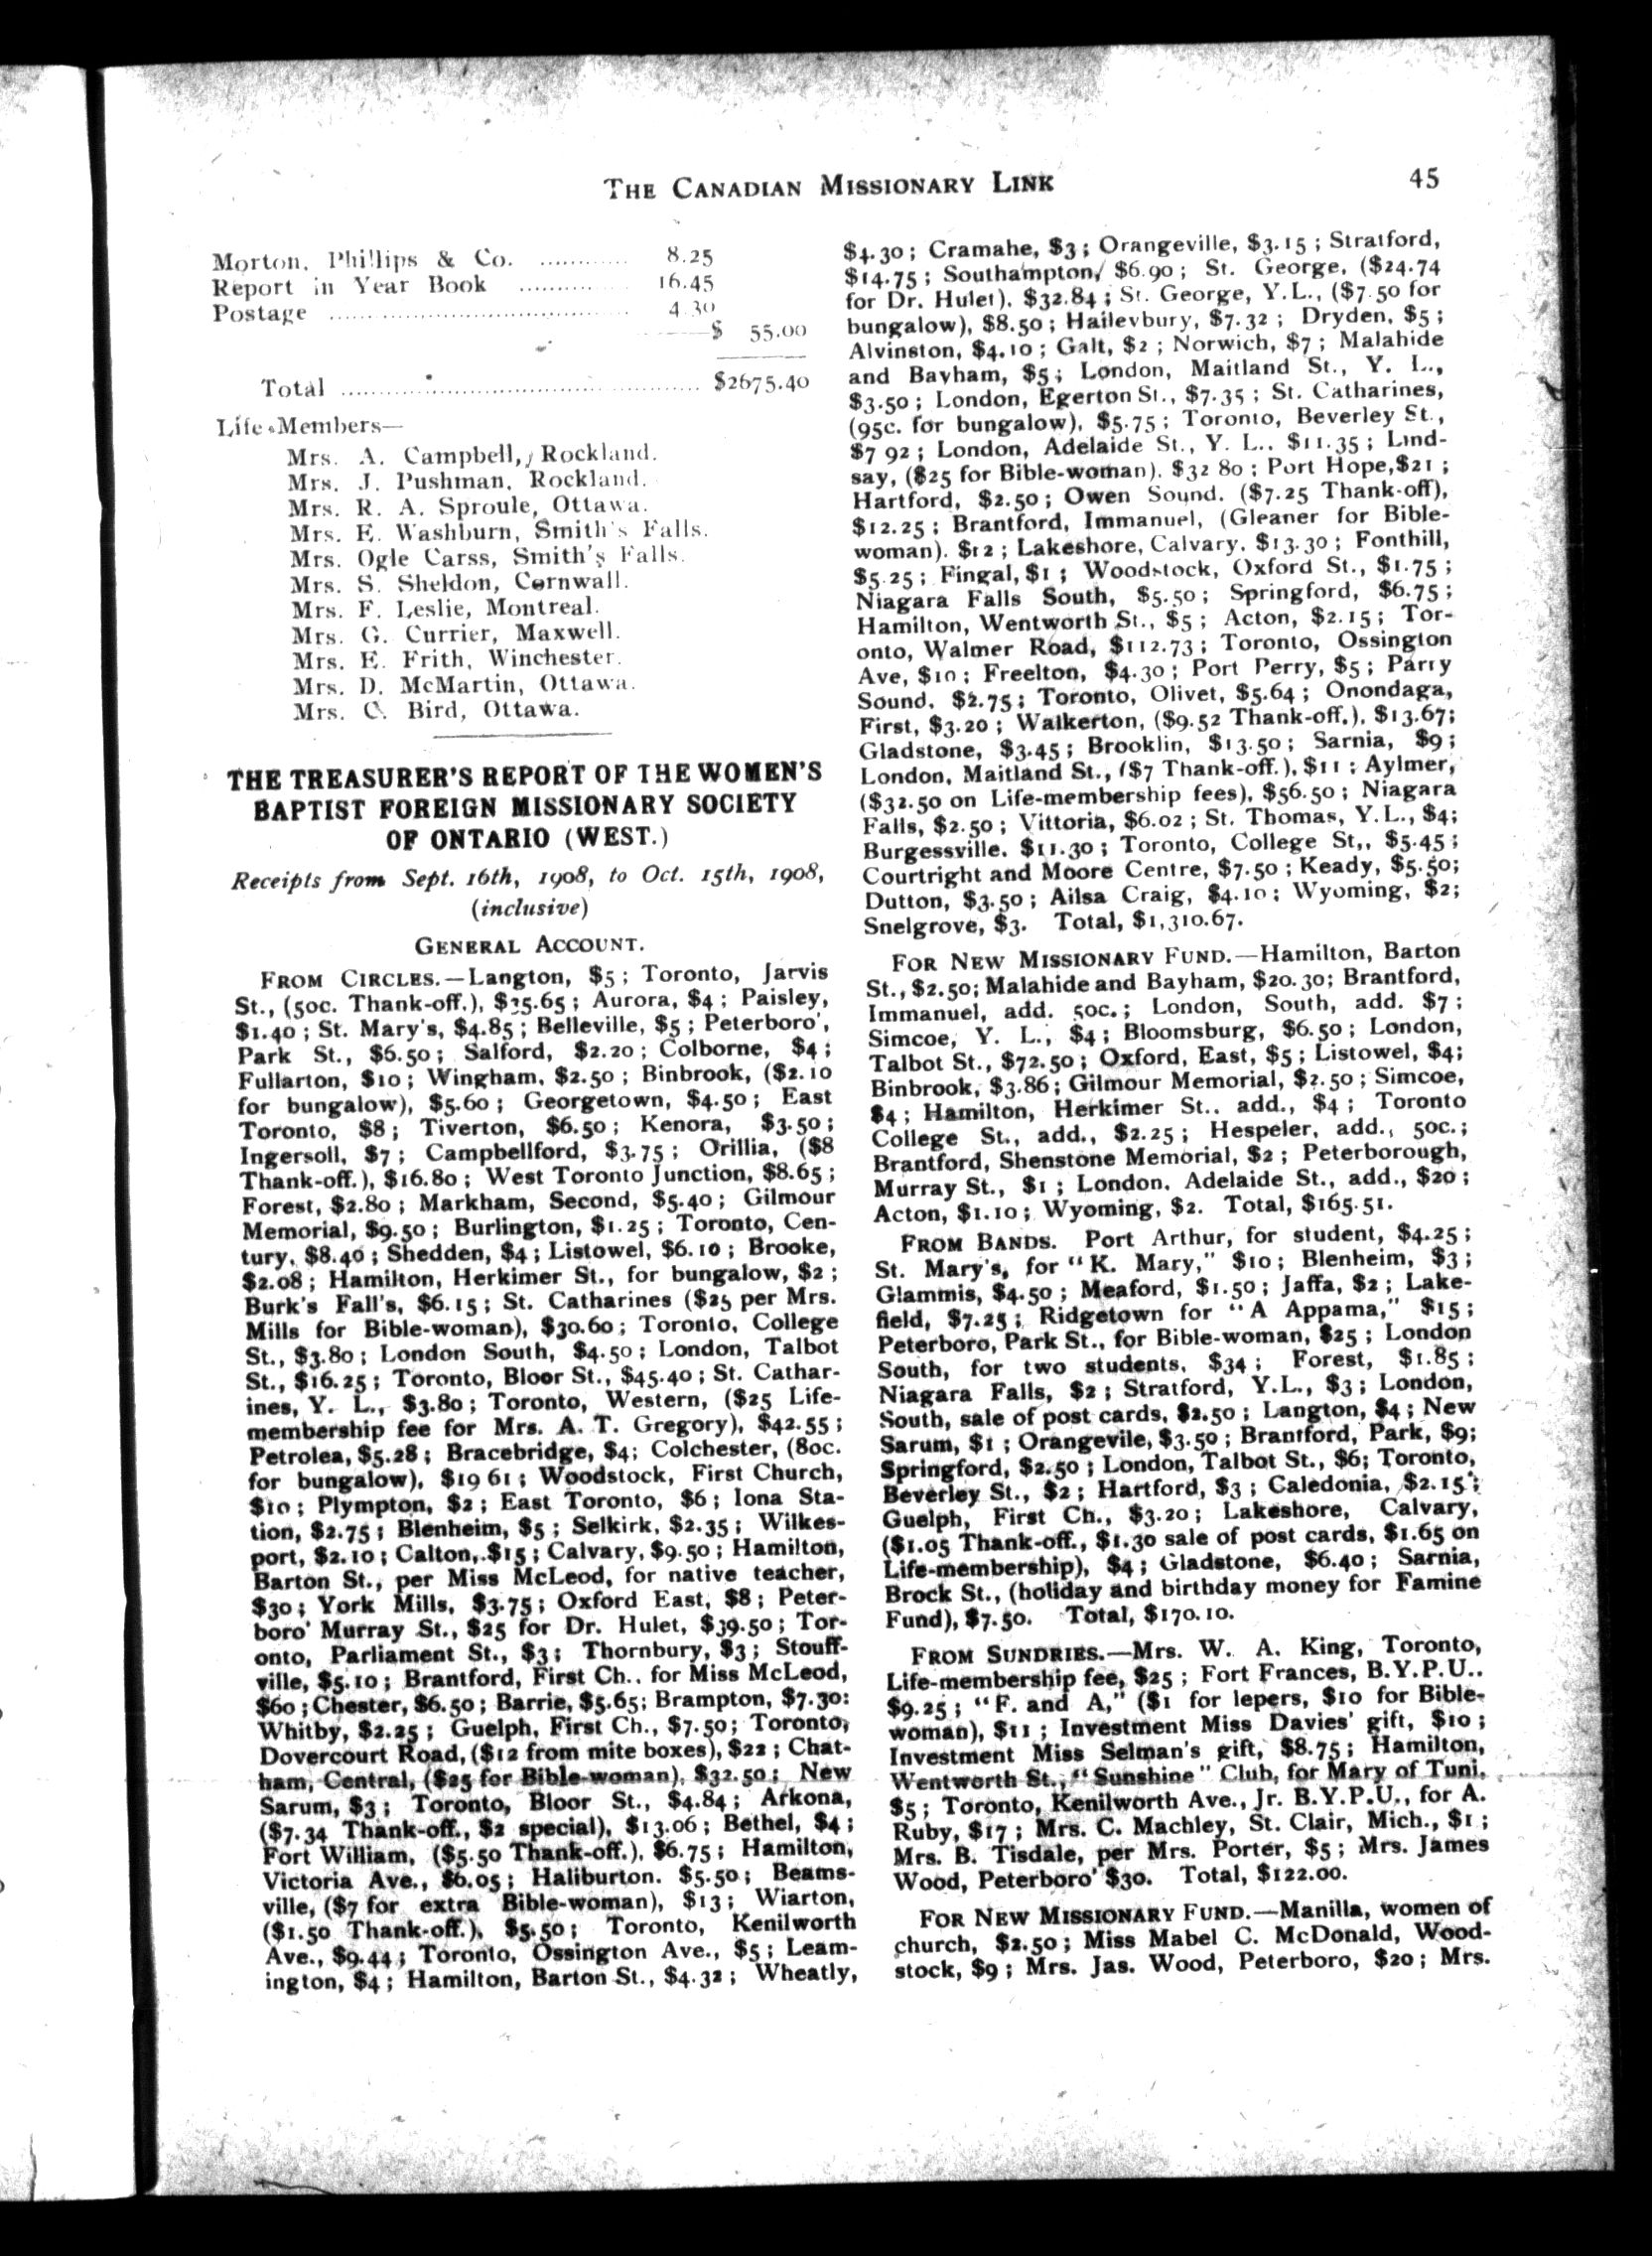 THE CANADIAN MISSIONARY LINK 45
Morton, Phillips & Co. ............ 8.25
Report in Year Book .............. 16.45
Postage ..................................... 4 30
$ 55.00
Total ............................................. $2675.40
Life Members—
Mrs. A. Campbell, Rockland.
Mrs. J. Pushman, Rockland.
Mrs. R. A. Sproule, Ottawa.
Mrs. E. Washburn, Smith's Falls.
Mrs. Ogle Carss, Smith's Falls.
Mrs. S. Sheldon, Cornwall.
Mrs. F. Leslie, Montreal.
Mrs. G. Currier, Maxwell.
Mrs. E. Frith, Winchester.
Mrs. D. McMartin, Ottawa.
Mrs. C. Bird, Ottawa.
THE TREASURER'S REPORT OF THE WOMEN'S
BAPTIST FOREIGN MISSIONARY SOCIETY
OF ONTARIO (WEST.)
Receipts from Sept. 16th, 1908, to Oct. 15th, 1908,
(inclusive)
GENERAL ACCOUNT.
FROM CIRCLES.—Langton, $5; Toronto, Jarvis
St., (50c. Thank-off.), $35.65; Aurora, $4; Paisley,
$1.40; St. Mary's, $4.85; Belleville, $5; Peterboro',
Park St., $6.50; Salford, $2.20; Colborne, $4;
Fullarton, $10; Wingham, $2.50; Binbrook, ($2.10
for bungalow), $5.60; Georgetown, $4.50; East
Toronto, $8; Tiverton, $6.50; Kenora, $3.50;
Ingersoll, $7; Campbellford, $3.75; Orillia, ($8
Thank-off.), $16.80; West Toronto Junction, $8.65;
Forest, $2.80; Markham, Second, $5.40; Gilmour
Memorial, $9.50; Burlington, $1.25; Toronto, Cen-
tury, $8.40; Shedden, $4; Listowel, $6.10; Brooke,
$2.08; Hamilton, Herkimer St., for bungalow, $2;
Burk's Fall's, $6.15; St. Catharines ($25 per Mrs.
Mills for Bible-woman), $30.60; Toronto, College
St., $3.80; London South, $4.50; London, Talbot
St., $16.25; Toronto, Bloor St., $45.40; St. Cathar-
ines, Y. L., $3.80; Toronto, Western, ($25 Life-
membership fee for Mrs. A. T. Gregory), $42.55;
Petrolea, $5.28; Bracebridge, $4; Colchester, (80c.
for bungalow), $19 61; Woodstock, First Church,
$10; Plympton, $2; East Toronto, $6; Iona Sta-
tion, $2.75; Blenheim, $5; Selkirk, $2.35; Wilkes-
port, $2.10; Calton, $15; Calvary, $9.50; Hamilton,
Barton St., per Miss McLeod, for native teacher,
$30; York Mills, $3.75; Oxford East, $8; Peter-
boro' Murray St., $25 for Dr. Hulet, $39.50; Tor-
onto, Parliament St., $3; Thornbury, $3; Stouff-
ville, $5.10; Brantford, First Ch.. for Miss McLeod,
$60; Chester, $6.50; Barrie, $5.65; Brampton, $7.30:
Whitby, $2.25; Guelph, First Ch., $7.50; Toronto,
Dovercourt Road, ($12 from mite boxes), $22; Chat-
ham, Central, ($25 for Bible-woman), $32.50; New
Sarum, $3; Toronto, Bloor St., $4.84; Arkona,
($7.34 Thank-off., $2 special), $13.06; Bethel, $4;
Fort William, ($5.50 Thank-off.), $6.75; Hamilton,
Victoria Ave., $6.05; Haliburton. $5.50; Beams-
ville, ($7 for extra Bible-woman), $13; Wiarton,
($1.50 Thank-off.), $5.50; Toronto, Kenilworth
Ave., $9.44; Toronto, Ossington Ave., $5; Leam-
ington, $4; Hamilton, Barton St., $4.32; Wheatly,
$4.30; Cramahe, $3; Orangeville, $3.15; Stratford,
$14.75; Southampton, $6.90; St. George, ($24.74
for Dr. Hulet), $32.84; St. George, Y.L., ($7.50 for
bungalow), $8.50; Haileybury, $7.32; Dryden, $5;
Alvinston, $4.10; Galt, $2; Norwich, $7; Malahide
and Bayham, $5; London, Maitland St., Y. L.,
$3.50; London, Egerton St., $7.35; St. Catharines,
(95c. for bungalow), $5.75; Toronto, Beverley St.,
$7 92; London, Adelaide St., Y. L.. $11.35; Lind-
say, ($25 for Bible-woman). $32 80; Port Hope, $21;
Hartford, $2.50; Owen Sound. ($7.25 Thank-off),
$12.25; Brantford, Immanuel, (Gleaner for Bible-
woman). $12; Lakeshore, Calvary. $13.30; Fonthill,
$5.25; Fingal, $1; Woodstock, Oxford St., $1.75;
Niagara Falls South, $5.50; Springford, $6.75;
Hamilton, Wentworth St., $5; Acton, $2.15; Tor-
onto, Walmer Road, $112.73; Toronto, Ossington
Ave, $10; Freelton, $4.30; Port Perry, $5; Parry
Sound. $2.75; Toronto, Olivet, $5.64; Onondaga,
First, $3.20; Walkerton, ($9.52 Thank-off.), $13.67;
Gladstone, $3.45; Brooklin, $13.50; Sarnia, $9;
London, Maitland St., ($7 Thank-off.), $11; Aylmer,
($32.50 on Life-membership fees), $56.50; Niagara
Falls, $2.50; Vittoria, $6.02; St. Thomas, Y.L., $4;
Burgessville. $11.30; Toronto, College St,, $5.45;
Courtright and Moore Centre, $7.50; Keady, $5.50;
Dutton, $3.50; Ailsa Craig, $4.10; Wyoming, $2;
Snelgrove, $3. Total, $1,310.67.
FOR NEW MISSIONARY FUND.—Hamilton, Barton
St., $2.50; Malahide and Bayham, $20.30; Brantford,
Immanuel, add. 50c.; London, South, add. $7;
Simcoe, Y. L., $4; Bloomsburg, $6.50; London,
Talbot St., $72.50; Oxford, East, $5; Listowel, $4;
Binbrook, $3.86; Gilmour Memorial, $2.50; Simcoe,
$4; Hamilton, Herkimer St.. add., $4; Toronto
College St., add., $2.25; Hespeler, add., 50c.;
Brantford, Shenstone Memorial, $2; Peterborough,
Murray St., $1; London. Adelaide St., add., $20;
Acton, $1.10; Wyoming, $2. Total, $165.51.
FROM BANDS. Port Arthur, for student, $4.25;
St. Mary's, for "K. Mary," $10; Blenheim, $3;
Glammis, $4.50; Meaford, $1.50; Jaffa, $2; Lake-
field, $7.25; Ridgetown for "A Appama," $15;
Peterboro, Park St., for Bible-woman, $25; London
South, for two students, $34; Forest, $1.85;
Niagara Falls, $2; Stratford, Y.L., $3; London,
South, sale of post cards, $2.50; Langton, $4; New
Sarum, $1; Orangevile, $3.50; Brantford, Park, $9;
Springford, $2.50; London, Talbot St., $6; Toronto,
Beverley St., $2; Hartford, $3; Caledonia, $2.15;
Guelph, First Ch., $3.20; Lakeshore, Calvary,
($1.05 Thank-off., $1.30 sale of post cards, $1.65 on
Life-membership), $4; Gladstone, $6.40; Sarnia,
Brock St., (holiday and birthday money for Famine
Fund), $7.50. Total, $170.10.
FROM SUNDRIES.—Mrs. W. A. King, Toronto,
Life-membership fee, $25; Fort Frances, B.Y.P.U..
$9.25; "F. and A," ($1 for lepers, $10 for Bible-
woman), $11; Investment Miss Davies' gift, $10;
Investment Miss Selman's gift, $8.75; Hamilton,
Wentworth St., "Sunshine" Club, for Mary of Tuni,
$5; Toronto, Kenilworth Ave., Jr. B.Y.P.U., for A.
Ruby, $17; Mrs. C. Machley, St. Clair, Mich., $1;
Mrs. B. Tisdale, per Mrs. Porter, $5; Mrs. James
Wood, Peterboro' $30. Total, $122.00.
FOR NEW MISSIONARY FUND.—Manilla, women of
church, $2.50; Miss Mabel C. McDonald, Wood-
stock, $9; Mrs. Jas. Wood, Peterboro, $20; Mrs.